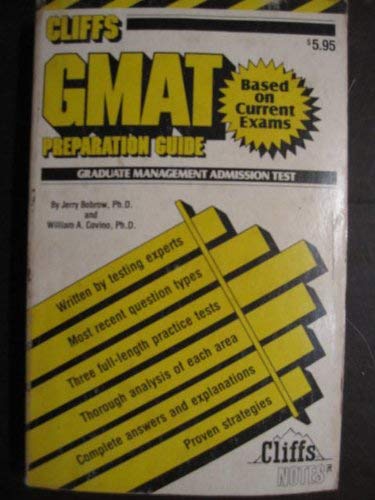 CLIFFS
$5.95
GMAT
PREPARATION GUIDE
Based
on
Current
Exams
GRADUATE MANAGEMENT ADMISSION TEST
By Jerry Bobrow, Ph.D.
and
William A. Covino, Ph.D.
Written by testing experts
Most recent question types
Three full-length practice tests
Thorough analysis of each area
Complete answers and explanations
Proven strategies
Cliffs
NOTES